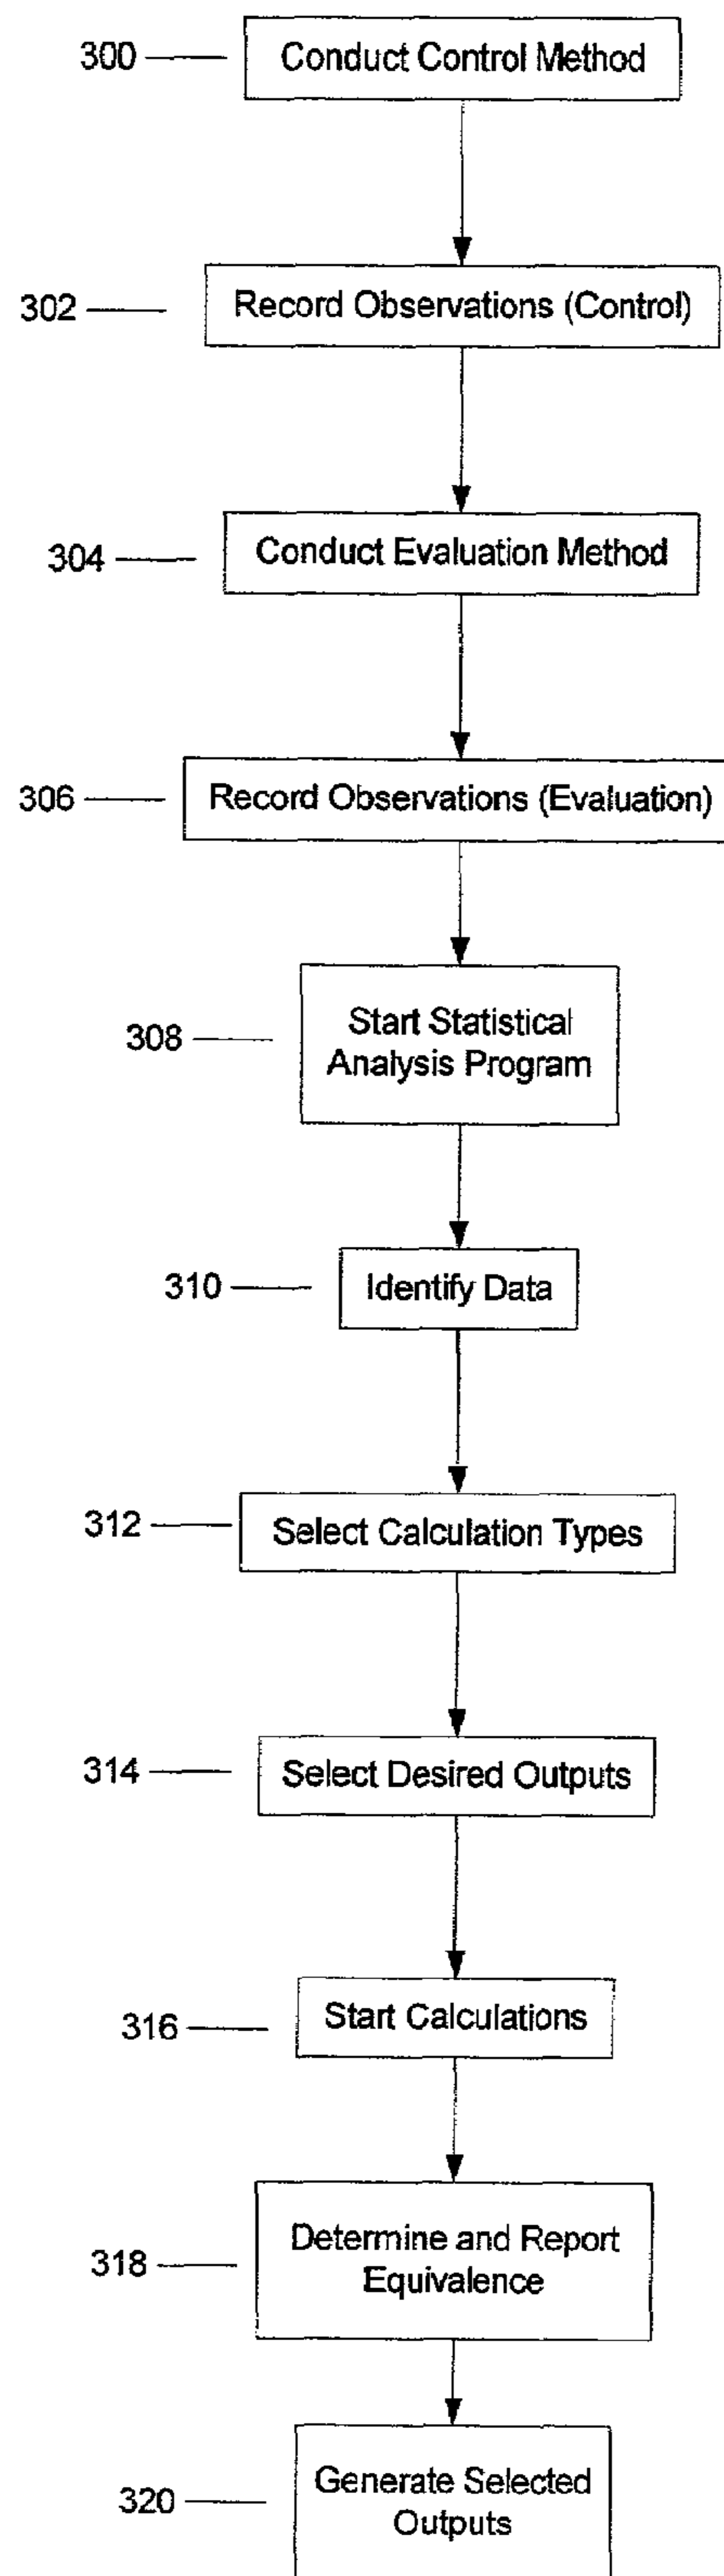 300 Conduct Control Method
302 Record Observations (Control)
304 Conduct Evaluation Method
306 Record Observations (Evaluation)
308 Start Statistical
Analysis Program
310 Identify Data
312 Select Calculation Types
314 Select Desired Outputs
316 Start Calculations
318 Determine and Report
Equivalence
320 Generate Selected
Outputs